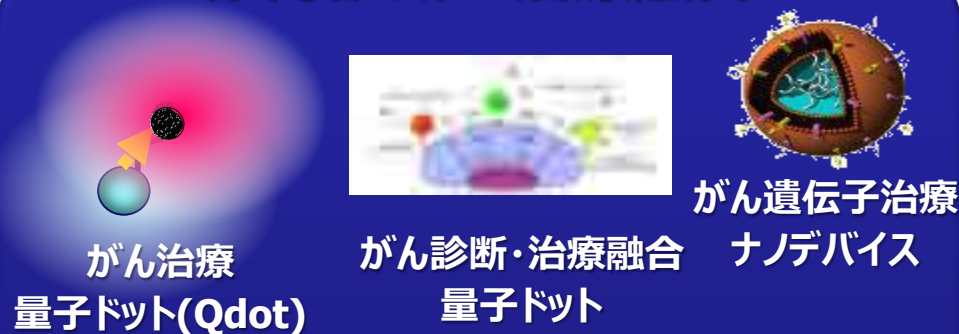 がん治療
量子ドット(Qdot)
がん診断・治療融合
量子ドット
がん遺伝子治療
ナノデバイス